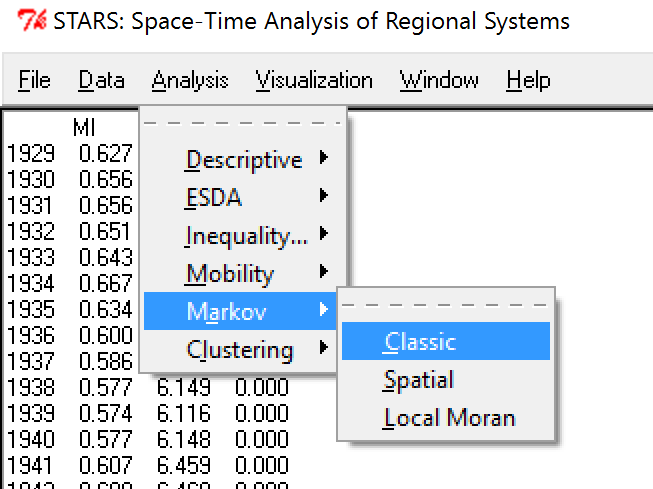 STARS: Space-Time Analysis of Regional Systems
File Data Analysis Visualization Window Help
MI
1929 0.627
1930 0.656
1931 0.656
1932 0.651
1933 0.643
1934 0.667
1935 0.634
1936 0.600
1937 0.586
1938 0.577 6.149 0.000
1939 0.574 6.116 0.000
1940 0.577 6.148 0.000
1941 0.607 6.459 0.000
Descriptive
ESDA
Inequality...
Mobility
Markov
Clustering
Classic
Spatial
Local Moran